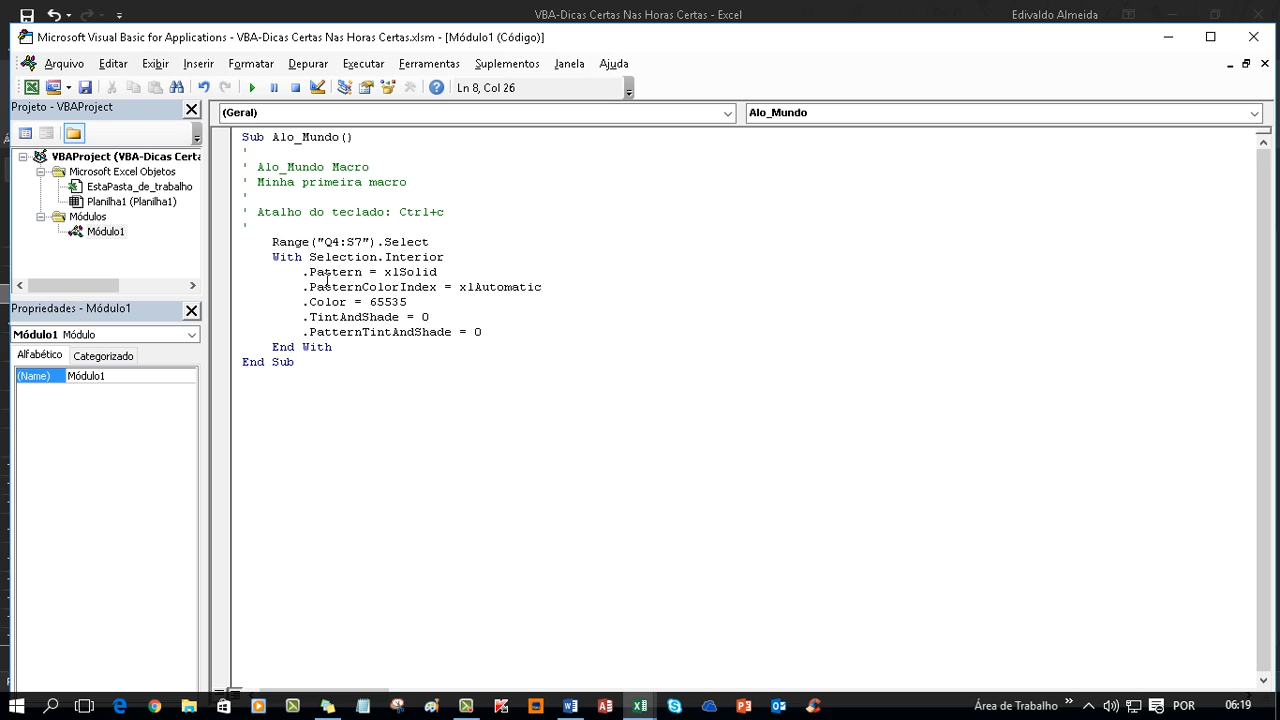 VBA-Dicas Certas Nas Horas Certas - Excel
Edivaldo Almeida
Microsoft Visual Basic for Applications - VBA-Dicas Certas Nas Horas Certas.xlsm - [Módulo1 (Código)]
Arquivo Editar Exibir Inserir Formatar Depurar Executar Ferramentas Suplementos Janela Ajuda
Ln 8, Col 26
Projeto - VBAProject
(Geral)
Alo_Mundo
VBAProject (VBA-Dicas Certa
Microsoft Excel Objetos
EstaPasta_de_trabalho
Planilha1 (Planilha1)
Módulos
Módulo1
Propriedades - Módulo1
Módulo1 Módulo
Alfabético Categorizado
(Name) Módulo1
Sub Alo_Mundo()
'
' Alo_Mundo Macro
' Minha primeira macro
'
' Atalho do teclado: Ctrl+c
'
Range("Q4:S7").Select
With Selection.Interior
.Pattern = xlSolid
.PatternColorIndex = xlAutomatic
.Color = 65535
.TintAndShade = 0
.PatternTintAndShade = 0
End With
End Sub
Área de Trabalho
POR
06:19